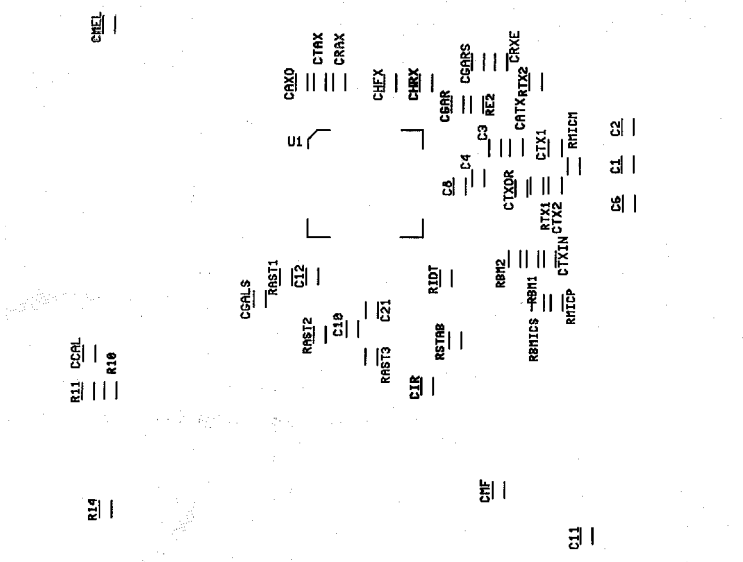 CMEL
CTAX
CAXO
CRAX
CHFX
CHRX
CGARS
CRXE
RTX2
CGAR
RE2
CATX
U1
C3
CTX1
RMICM
C2
C4
C1
C8
CTXOR
RTX1
CTX2
C6
RAST1
C12
CGALS
RIDT
RBM2
CTXIN
RBM1
RAST2
C10
C21
RSTAB
RBMICS
RMICP
CCAL
R10
RAST3
R11
CIR
CMF
R14
C11